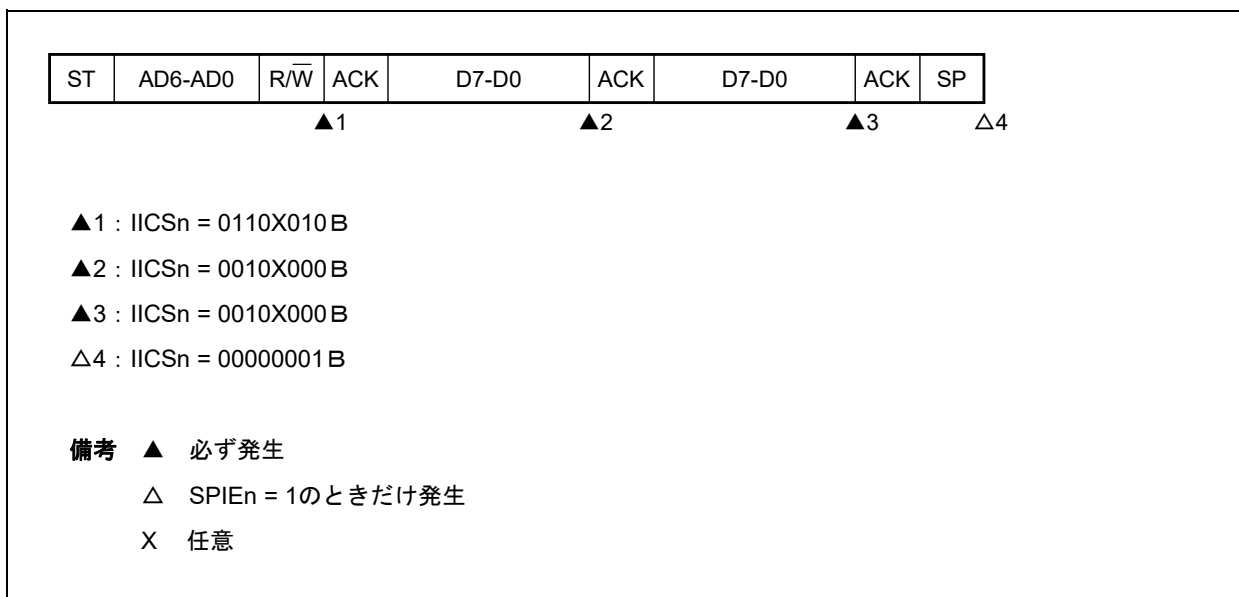 ST AD6-AD0 R/W̅ ACK D7-D0 ACK D7-D0 ACK SP
▲1 ▲2 ▲3 △4
▲1：IICSn = 0110X010B
▲2：IICSn = 0010X000B
▲3：IICSn = 0010X000B
△4：IICSn = 00000001B
備考 ▲ 必ず発生
△ SPIEn = 1のときだけ発生
X 任意